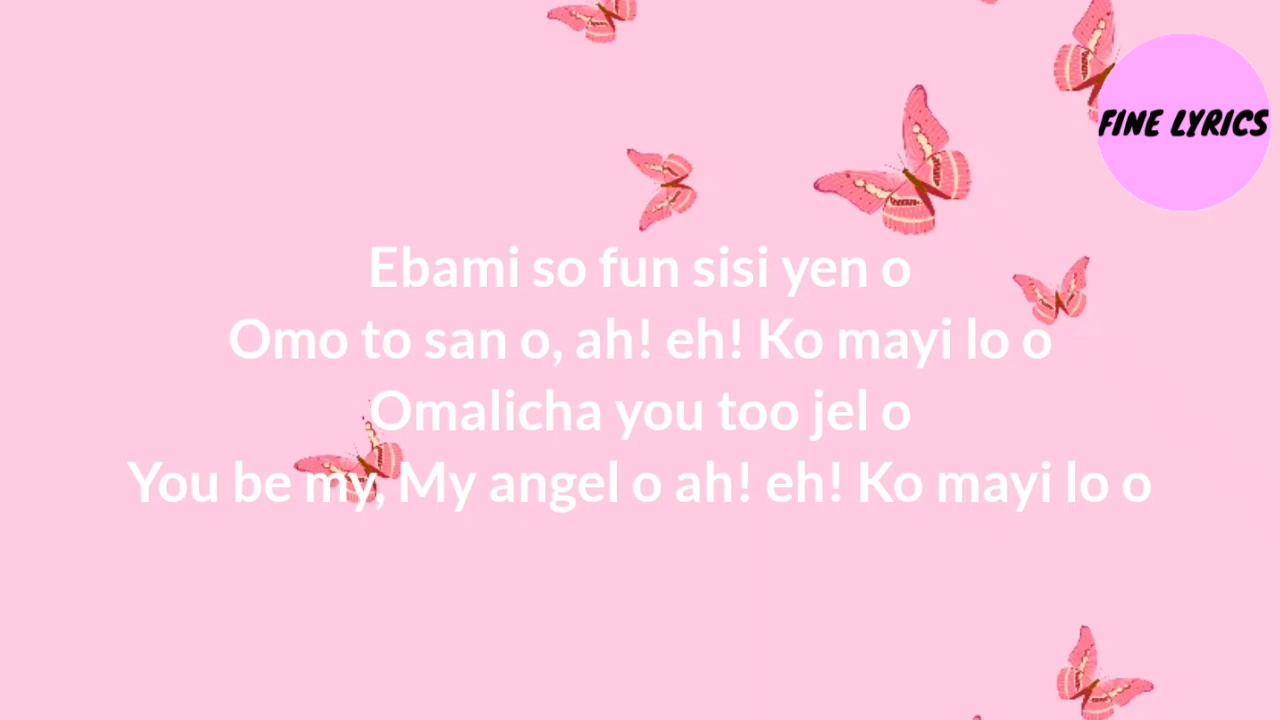 FINE LYRICS
Ebami so fun sisi yen o
Omo to san o, ah! eh! Ko mayi lo o
Omalicha you too jel o
You be my, My angel o ah! eh! Ko mayi lo o